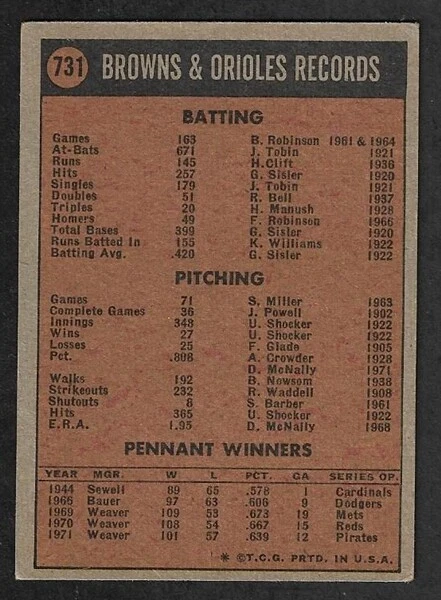 731 BROWNS & ORIOLES RECORDS
BATTING
Games 163 B. Robinson 1961 & 1964
At-Bats 671 J. Tobin 1921
Runs 145 H. Clift 1936
Hits 257 G. Sisler 1920
Singles 179 J. Tobin 1921
Doubles 51 R. Bell 1937
Triples 20 H. Manush 1928
Homers 49 F. Robinson 1966
Total Bases 399 G. Sisler 1920
Runs Batted In 155 K. Williams 1922
Batting Avg. .420 G. Sisler 1922
PITCHING
Games 71 S. Miller 1963
Complete Games 36 J. Powell 1902
Innings 348 U. Shocker 1922
Wins 27 U. Shocker 1922
Losses 25 F. Glade 1905
Pct. .808 A. Crowder 1928
D. McNally 1971
Walks 192 B. Nowsom 1938
Strikeouts 232 R. Waddell 1908
Shutouts 8 S. Barber 1961
Hits 365 U. Shocker 1922
E.R.A. 1.95 D. McNally 1968
PENNANT WINNERS
YEAR MGR. W L PCT. GA SERIES OP.
1944 Sewell 89 65 .578 1 Cardinals
1966 Bauer 97 63 .606 9 Dodgers
1969 Weaver 109 53 .673 19 Mets
1970 Weaver 108 54 .667 15 Reds
1971 Weaver 101 57 .639 12 Pirates
* © T.C.G. PRTD. IN U.S.A.